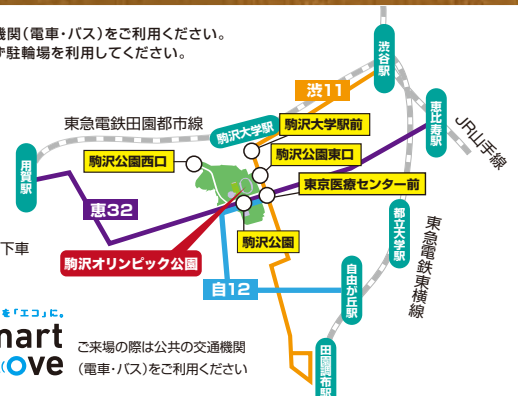 機関(電車・バス)をご利用ください。
ず駐輪場を利用してください。
渋谷駅
渋11
恵比寿駅
JR山手線
東急電鉄田園都市線
駒沢大学駅
駒沢大学駅前
駒沢公園西口
駒沢公園東口
用賀駅
東京医療センター前
恵32
都立大学駅
東急電鉄東横線
駒沢公園
下車
駒沢オリンピック公園
自12
自由が丘駅
を「エコ」に。
mart
ove
ご来場の際は公共の交通機関
(電車・バス)をご利用ください
田園調布駅